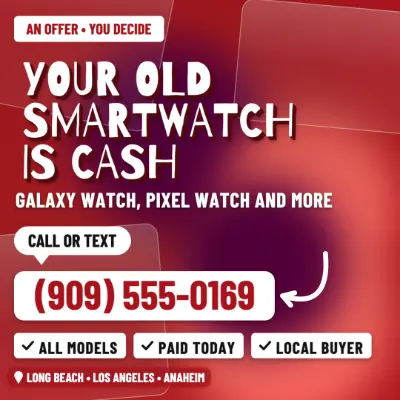 AN OFFER • YOU DECIDE
YOUR OLD
SMARTWATCH
IS CASH
GALAXY WATCH, PIXEL WATCH AND MORE
CALL OR TEXT
(909) 555-0169
✓ ALL MODELS ✓ PAID TODAY ✓ LOCAL BUYER
LONG BEACH • LOS ANGELES • ANAHEIM